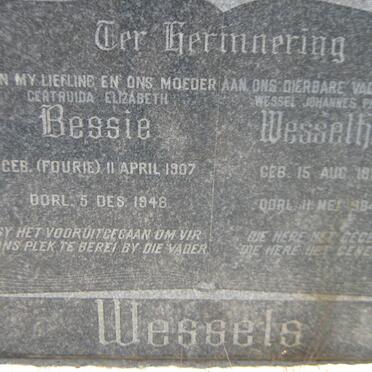 Ter Herinnering
AN MY LIEFLING EN ONS MOEDER
GERTRUIDA ELIZABETH
Bessie
GEB. (FOURIE) 11 APRIL 1907
OORL. 5 DES. 1948
SY HET VOORUITGEGAAN OM VIR
ONS PLEK TE BEREI BY DIE VADER
AAN ONS DIERBARE
WESSEL JOHANNES
GEB. 15 AUG.
OORL. 11 MEI
DIE HERE HET
DIE HERE HET
Wessels